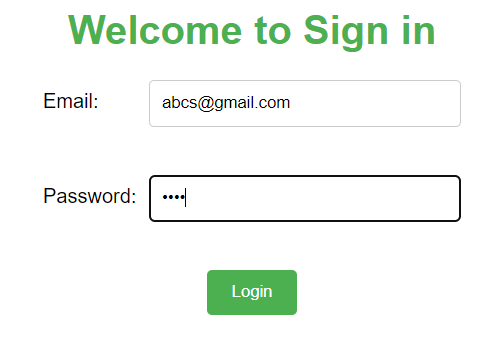 Welcome to Sign in
Email: abcs@gmail.com
Password: ••••
Login